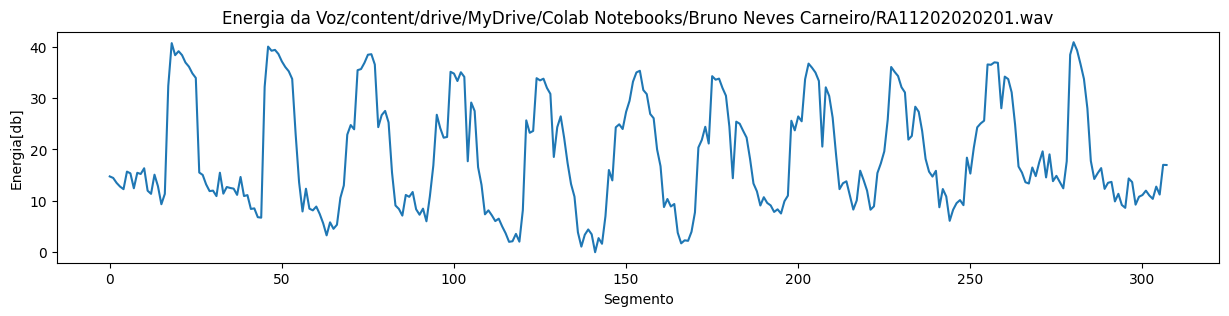 Energia da Voz/content/drive/MyDrive/Colab Notebooks/Bruno Neves Carneiro/RA11202020201.wav
Energia[db]
40
30
20
10
0
0 50 100 150 200 250 300
Segmento